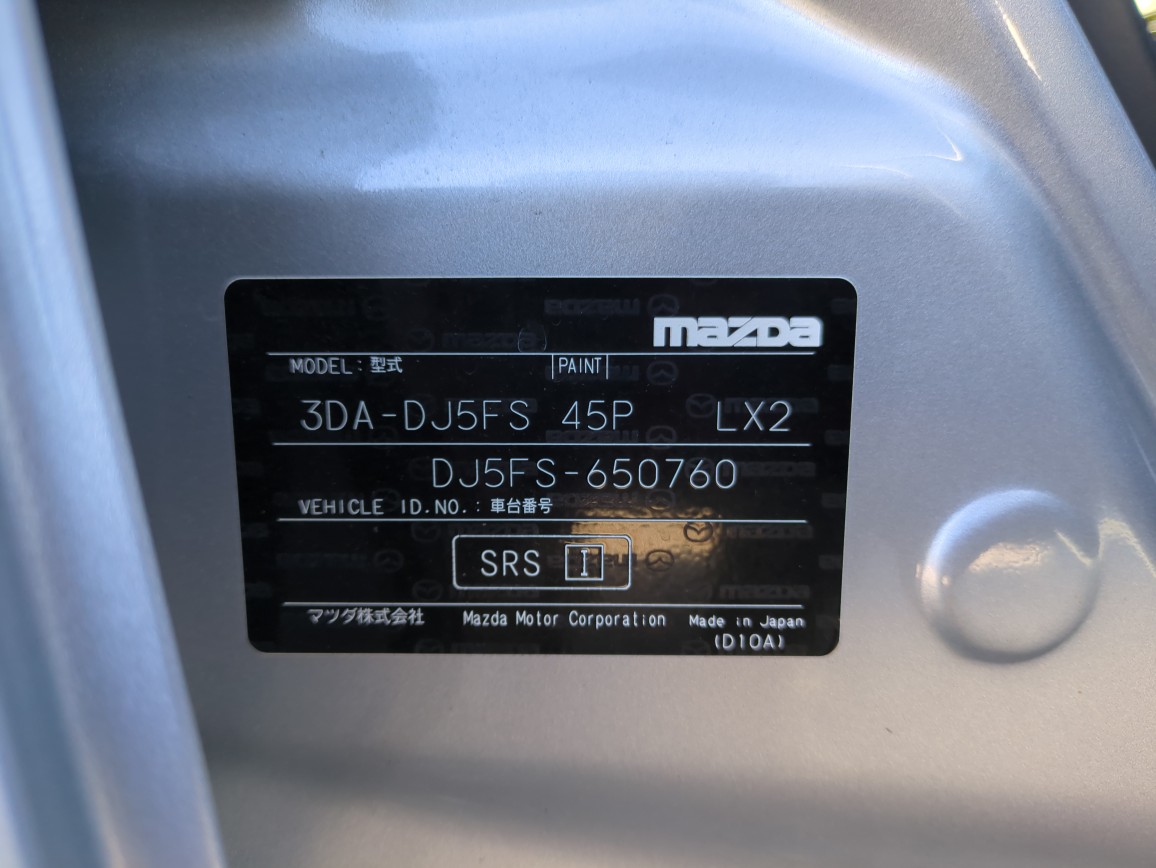 mazda
MODEL：型式 PAINT
3DA-DJ5FS 45P LX2
DJ5FS-650760
VEHICLE ID.NO.：車台番号
SRS I
マツダ株式会社 Mazda Motor Corporation Made in Japan
(D10A)